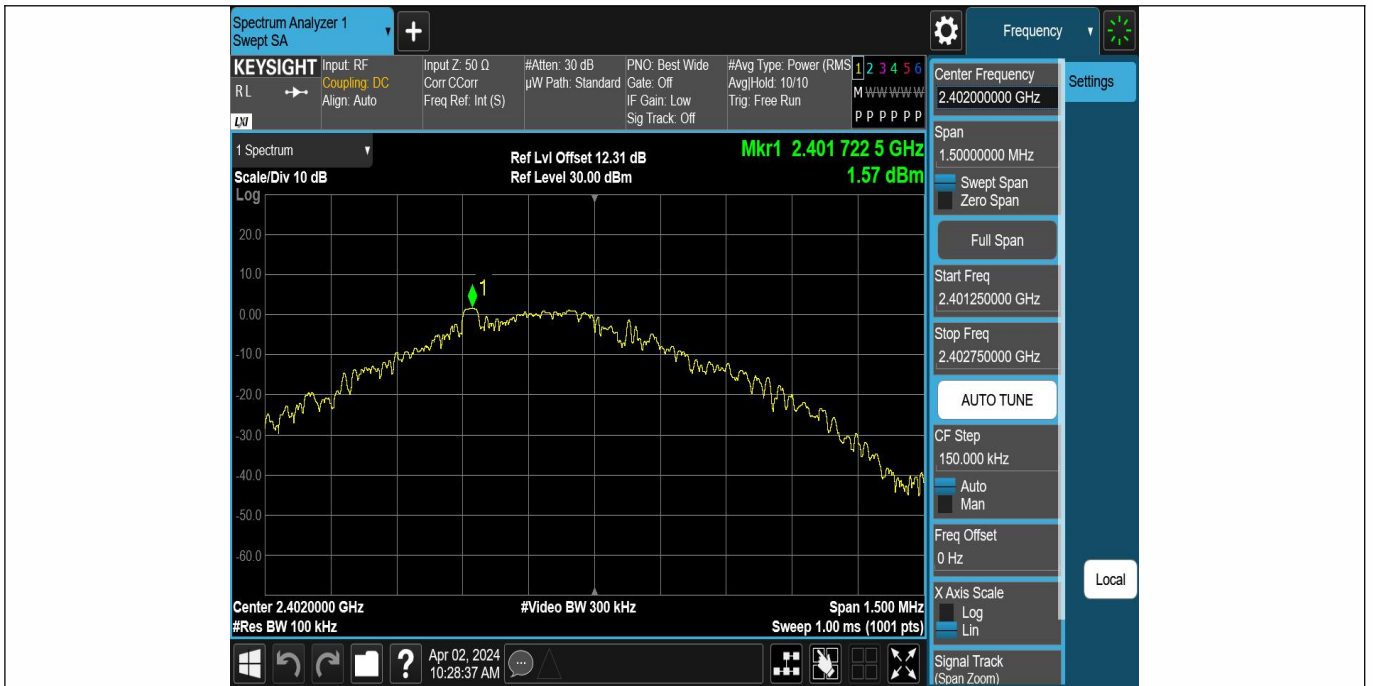 Spectrum Analyzer 1
Swept SA
+
Frequency
KEYSIGHT
RL
LXI
Input: RF
Coupling: DC
Align: Auto
Input Z: 50 Ω
Corr CCorr
Freq Ref: Int (S)
#Atten: 30 dB
µW Path: Standard
PNO: Best Wide
Gate: Off
IF Gain: Low
Sig Track: Off
#Avg Type: Power (RMS
Avg|Hold: 10/10
Trig: Free Run
1 2 3 4 5 6
M W W W W W
P P P P P P
Center Frequency
2.402000000 GHz
Settings
Span
1.50000000 MHz
Swept Span
Zero Span
Full Span
Start Freq
2.401250000 GHz
Stop Freq
2.402750000 GHz
AUTO TUNE
CF Step
150.000 kHz
Auto
Man
Freq Offset
0 Hz
X Axis Scale
Log
Lin
Signal Track
(Span Zoom)
Local
1 Spectrum
Scale/Div 10 dB
Ref Lvl Offset 12.31 dB
Ref Level 30.00 dBm
Mkr1 2.401 722 5 GHz
1.57 dBm
Log
20.0
10.0
0.00
-10.0
-20.0
-30.0
-40.0
-50.0
-60.0
1
Center 2.4020000 GHz
#Res BW 100 kHz
#Video BW 300 kHz
Span 1.500 MHz
Sweep 1.00 ms (1001 pts)
?
Apr 02, 2024
10:28:37 AM